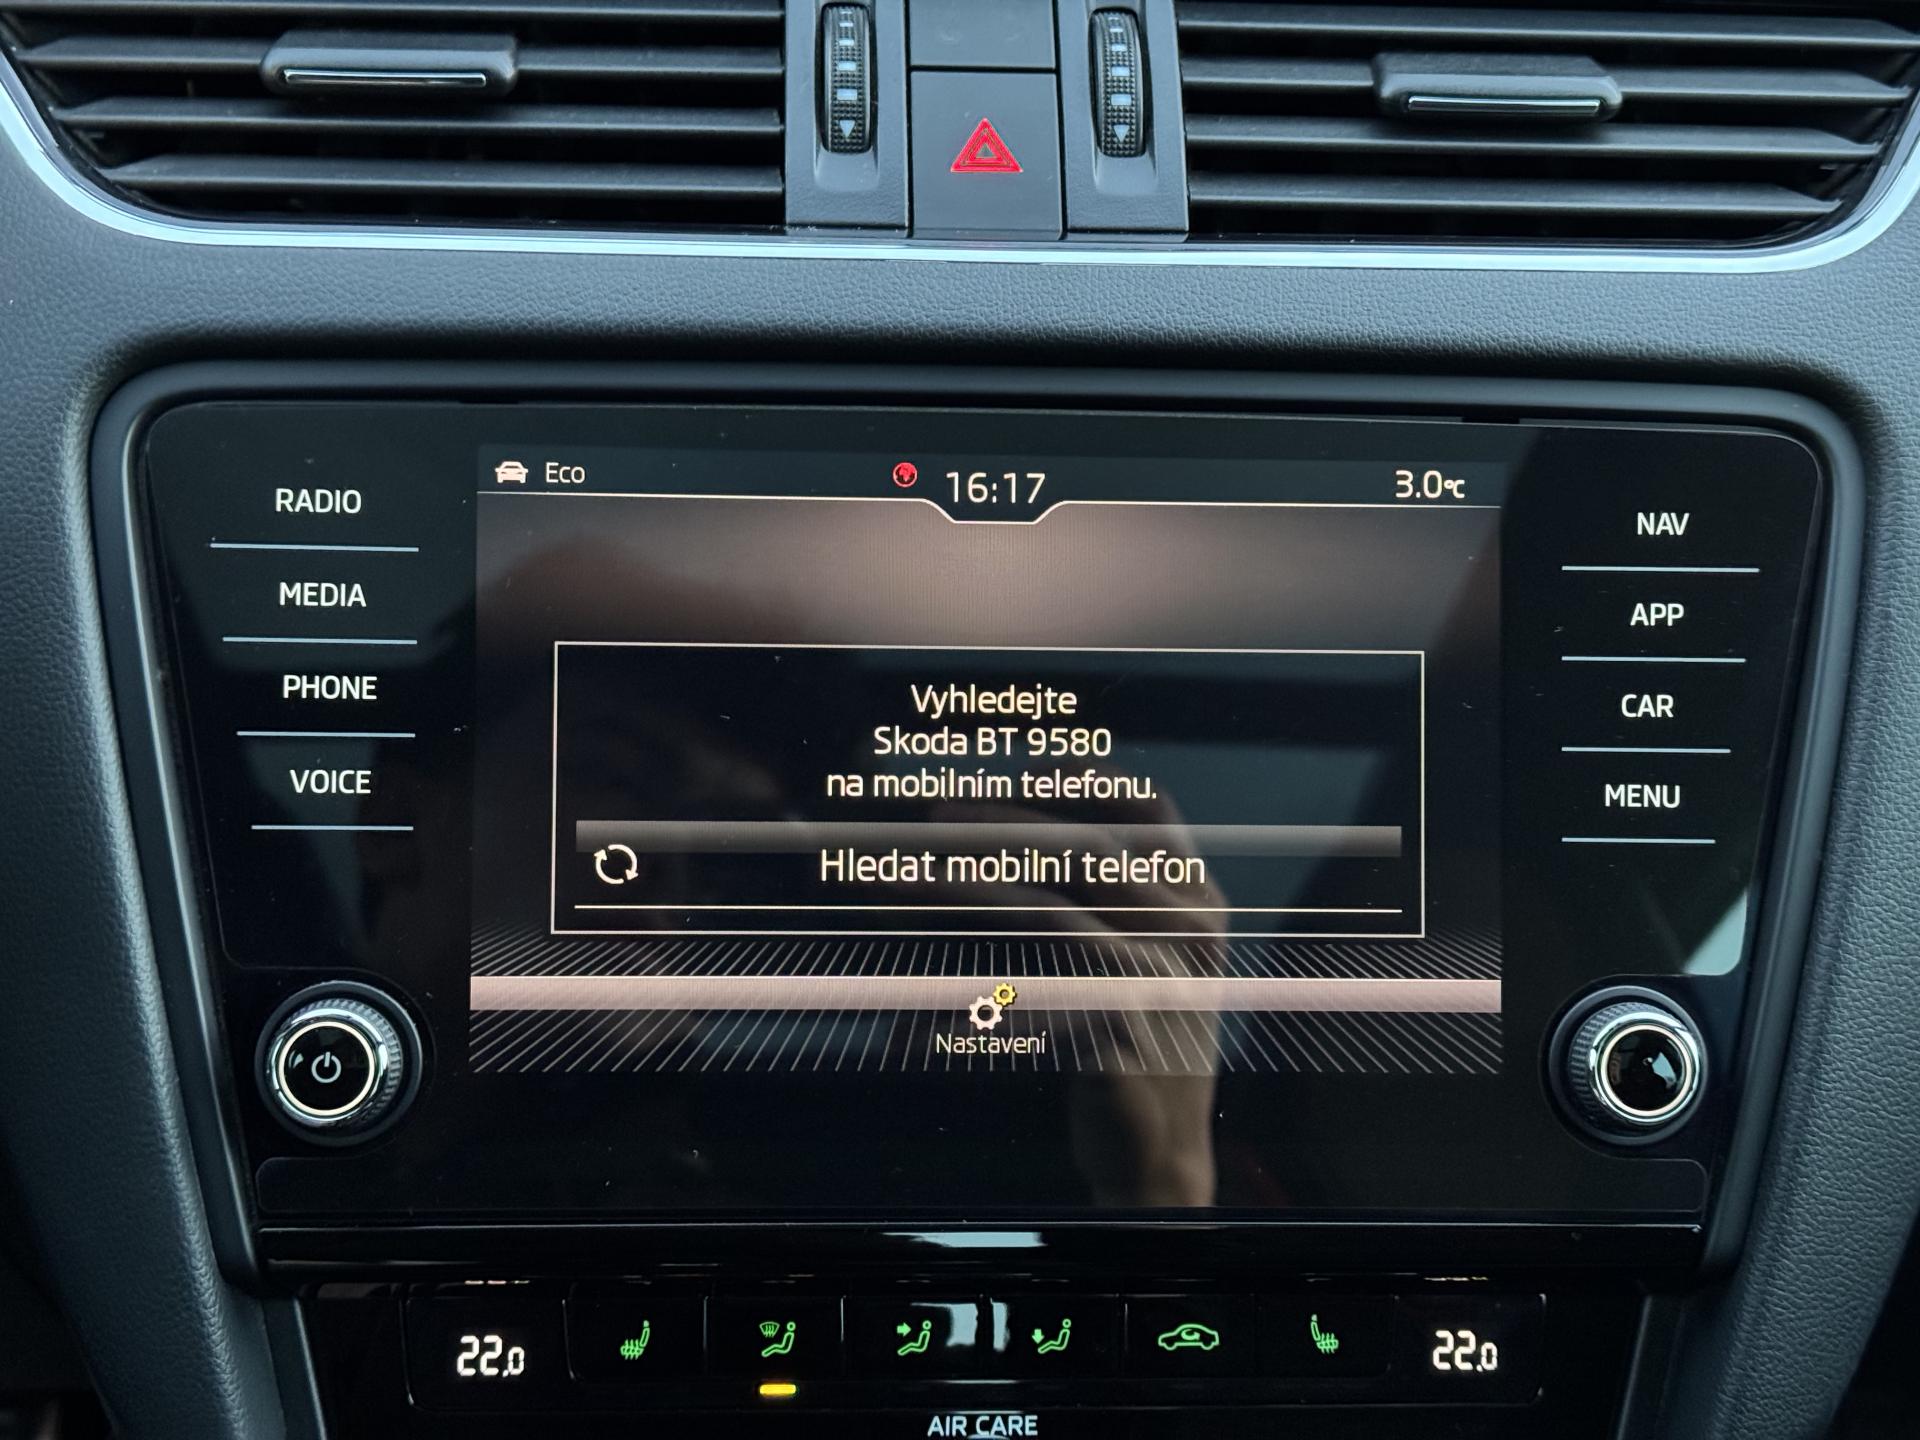 Eco
16:17
3.0°C
RADIO
MEDIA
PHONE
VOICE
NAV
APP
CAR
MENU
Vyhledejte
Skoda BT 9580
na mobilním telefonu.
Hledat mobilní telefon
Nastavení
22.0
22.0
AIR CARE